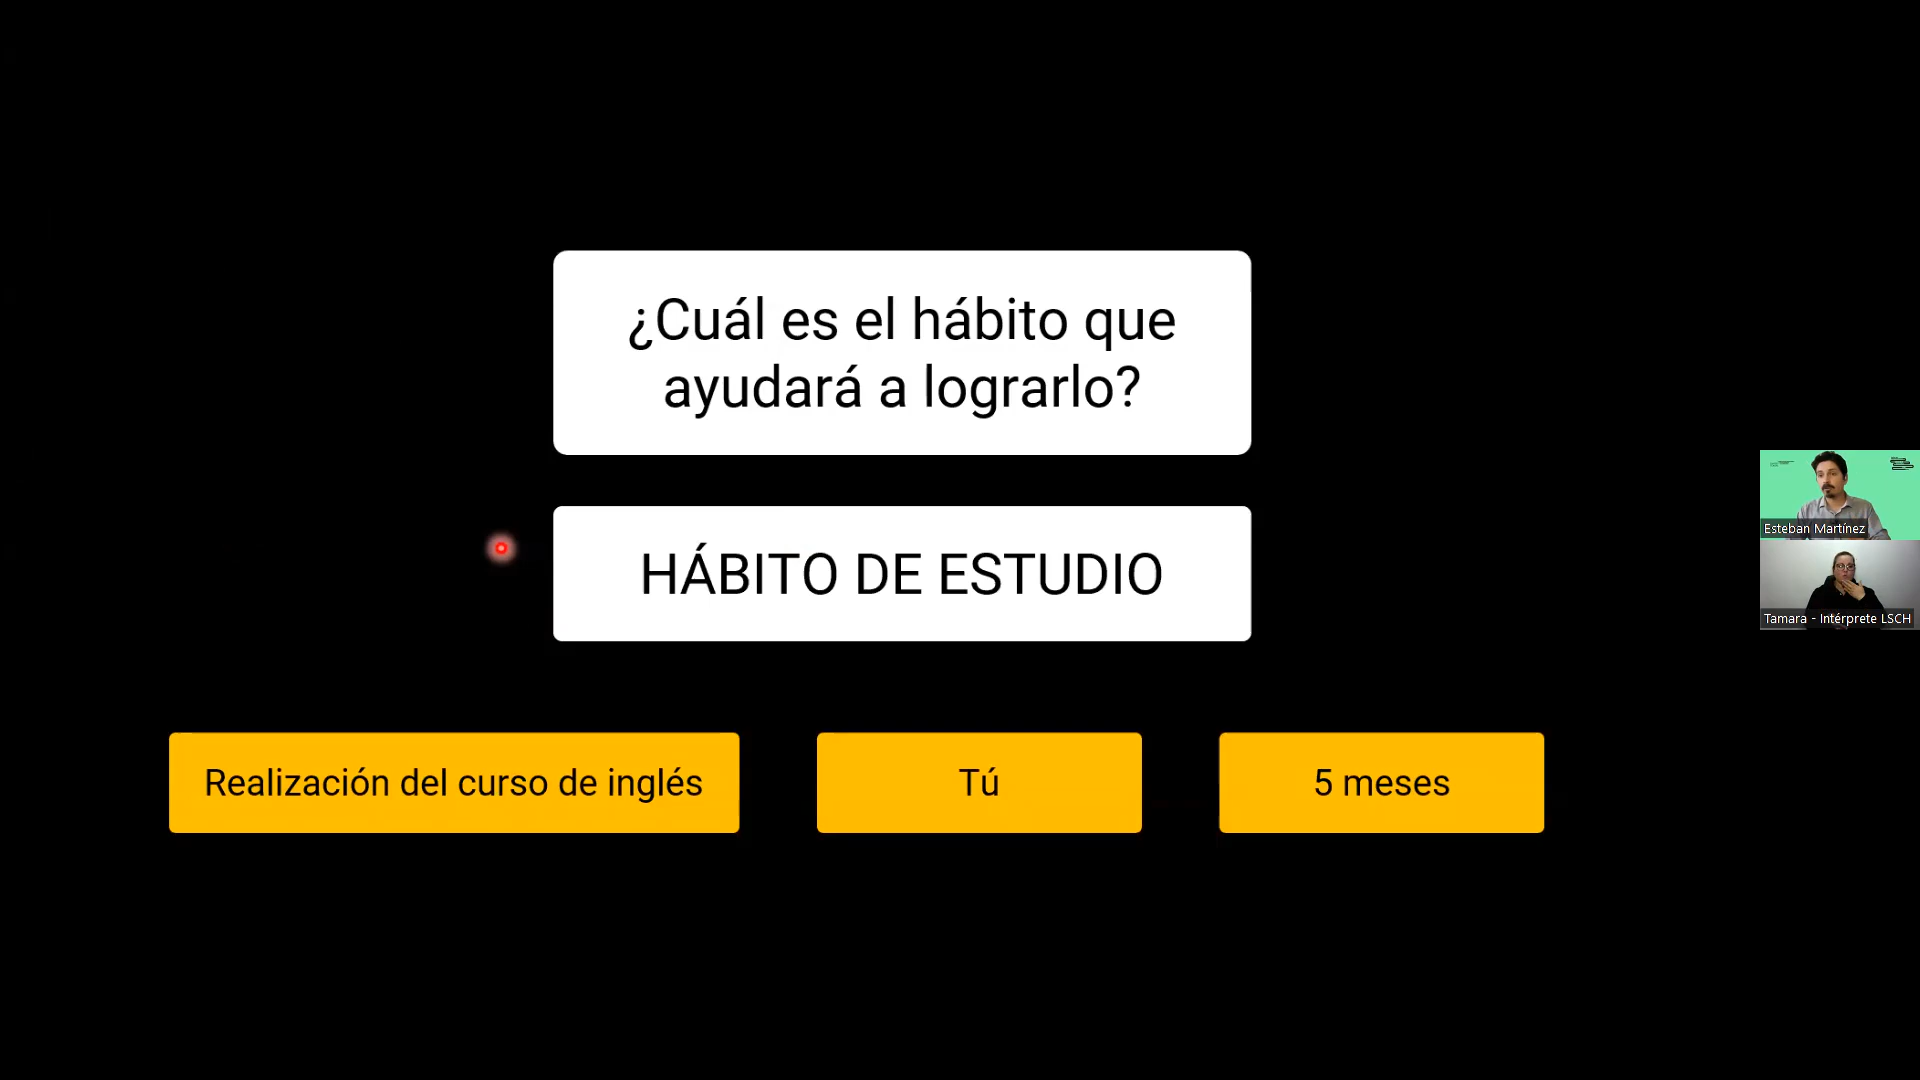 ¿Cuál es el hábito que
ayudará a lograrlo?
HÁBITO DE ESTUDIO
Realización del curso de inglés
Tú
5 meses
Esteban Martínez
Tamara - Intérprete LSCH